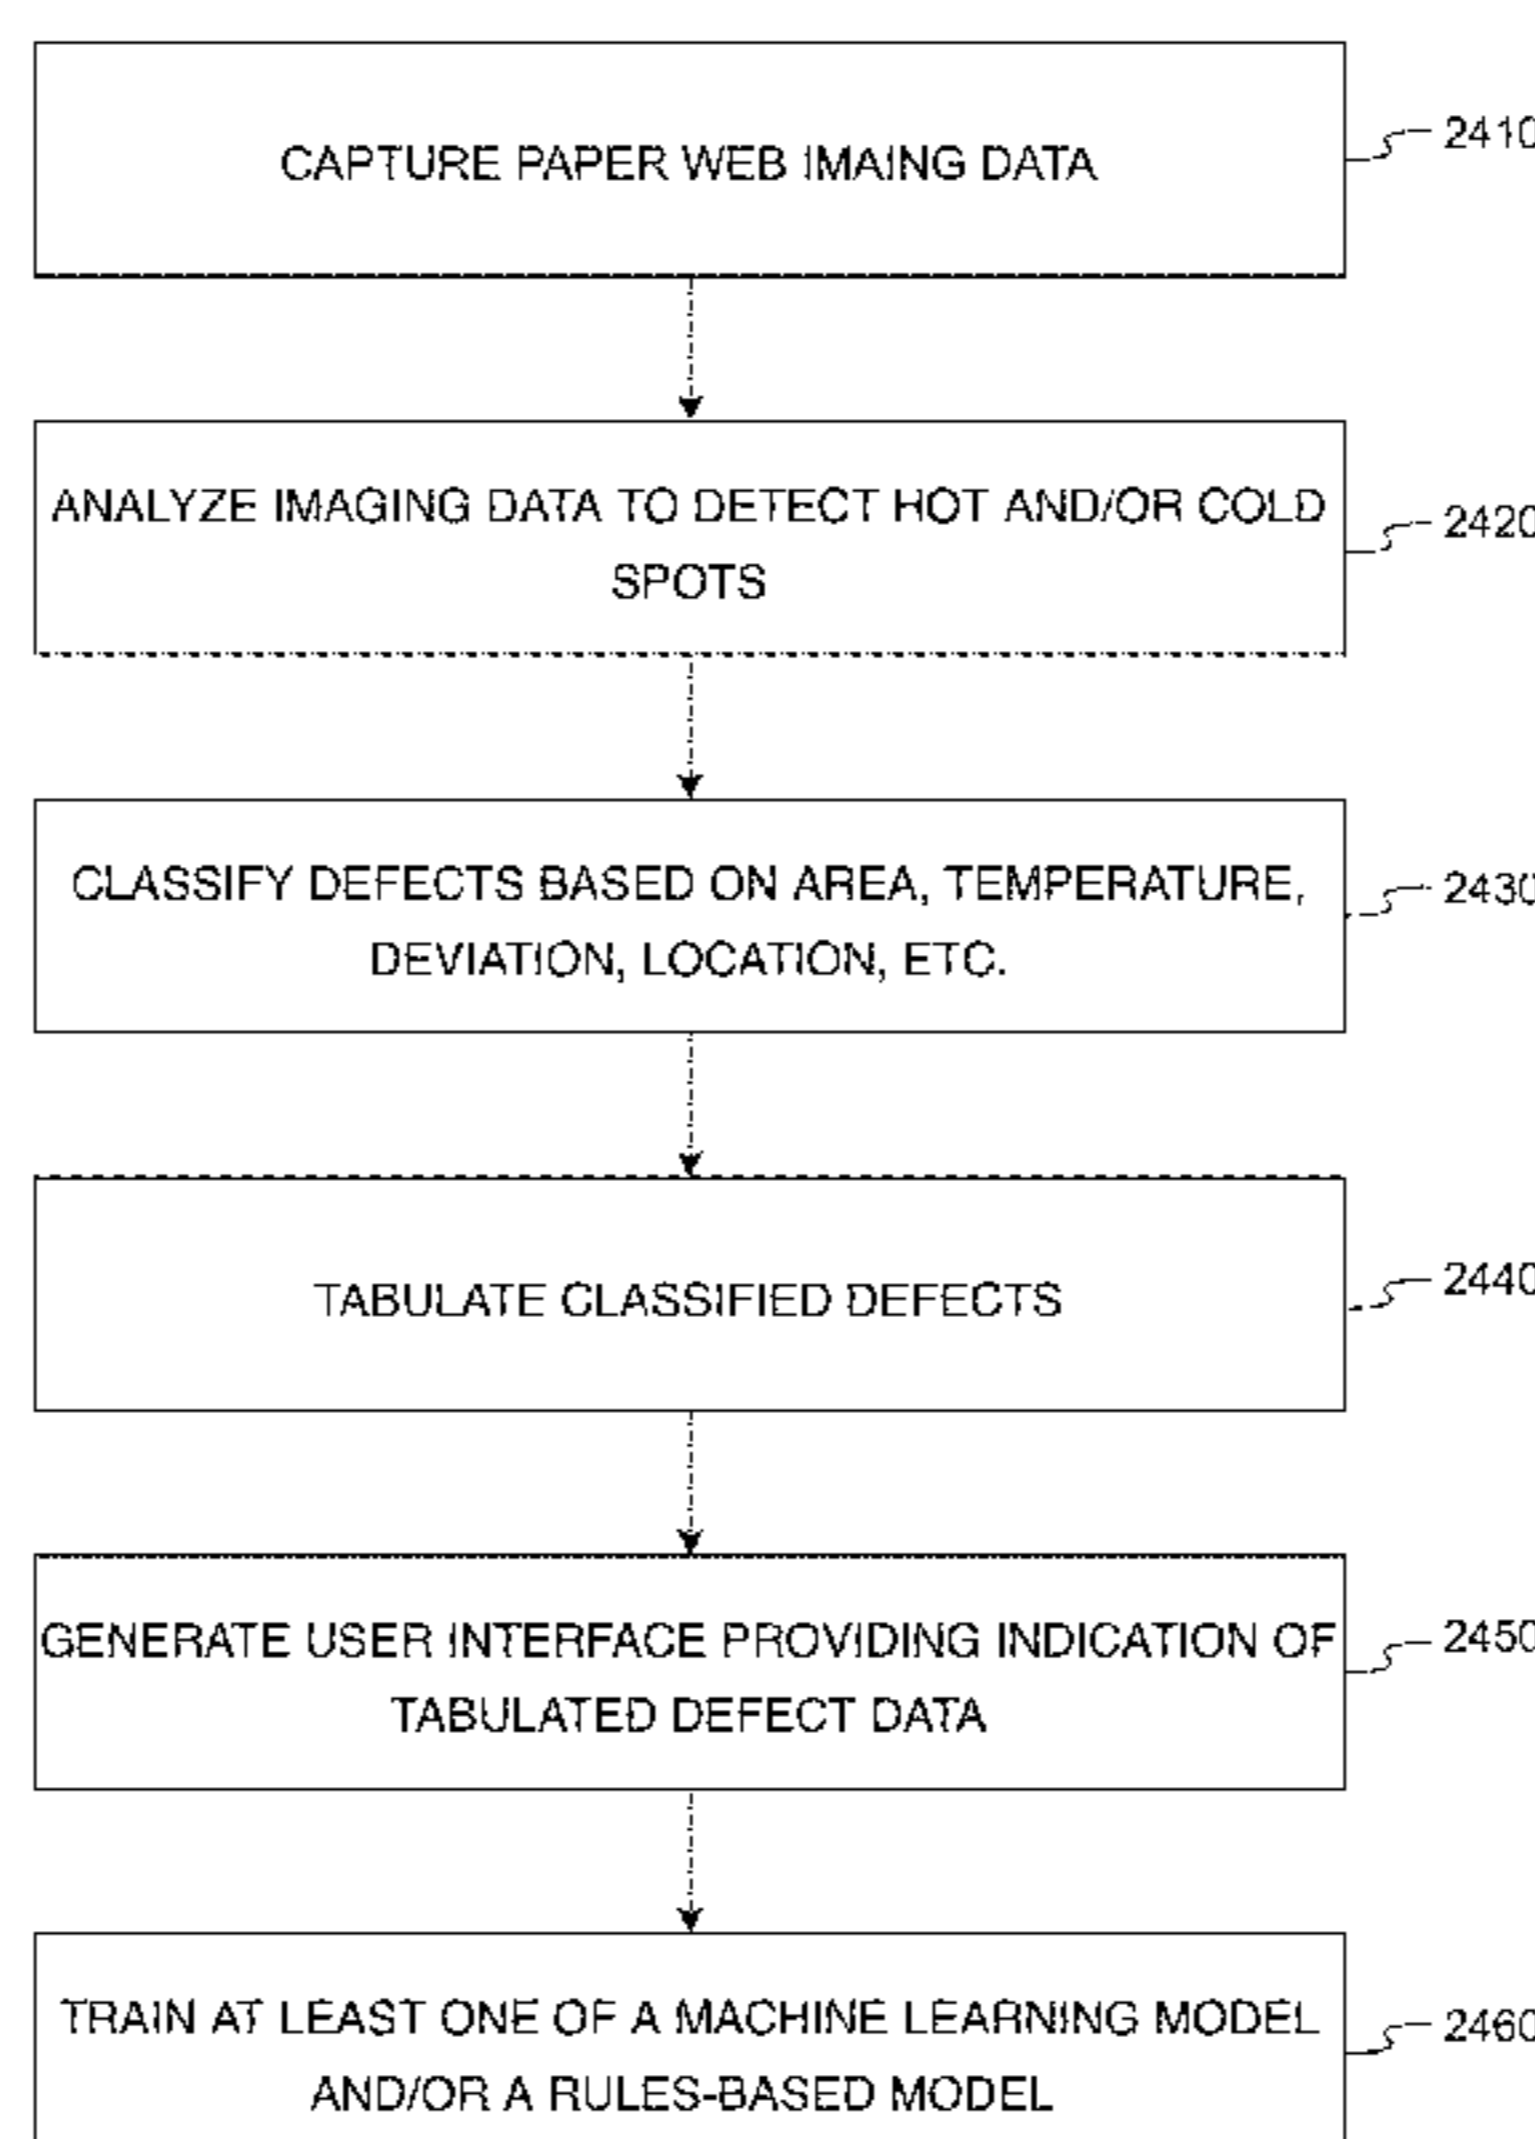 CAPTURE PAPER WEB IMAING DATA
2410
ANALYZE IMAGING DATA TO DETECT HOT AND/OR COLD
SPOTS
2420
CLASSIFY DEFECTS BASED ON AREA, TEMPERATURE,
DEVIATION, LOCATION, ETC.
2430
TABULATE CLASSIFIED DEFECTS
2440
GENERATE USER INTERFACE PROVIDING INDICATION OF
TABULATED DEFECT DATA
2450
TRAIN AT LEAST ONE OF A MACHINE LEARNING MODEL
AND/OR A RULES-BASED MODEL
2460